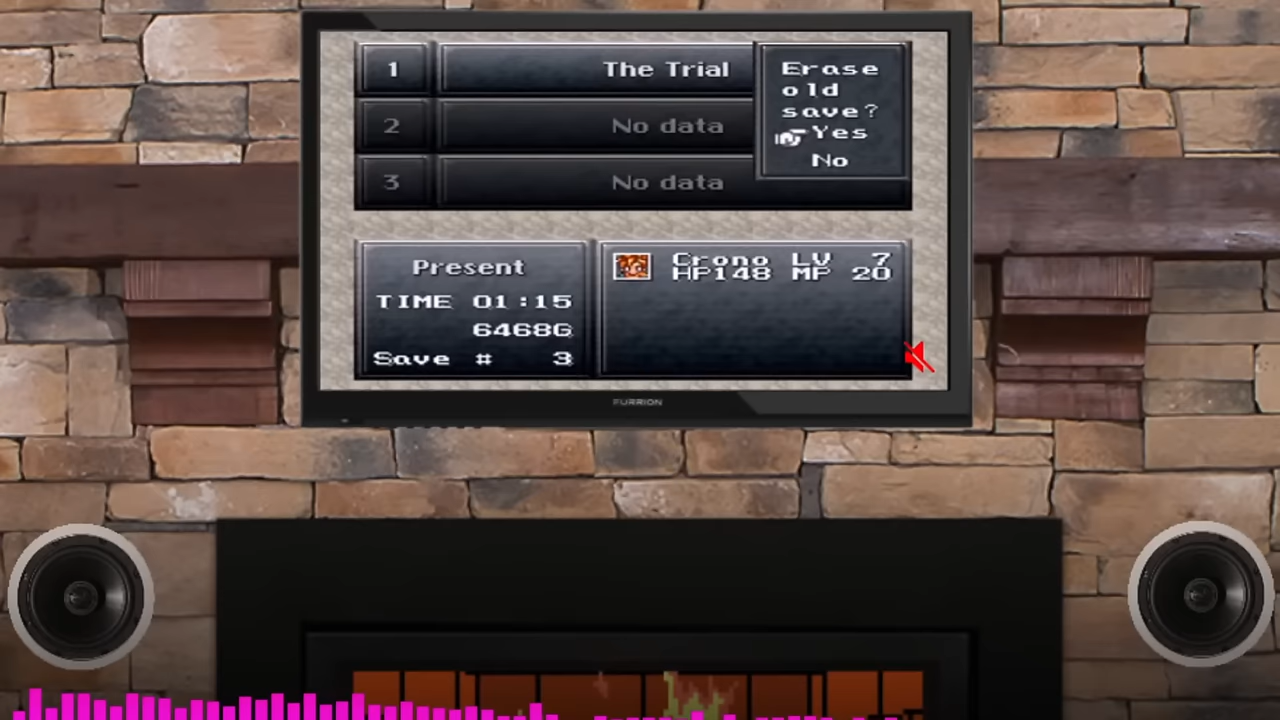 1 The Trial
2 No data
3 No data
Erase
old
save?
Yes
No
Present
TIME 01:15
6468G
Save # 3
Crono LV 7
HP148 MP 20
FURRION